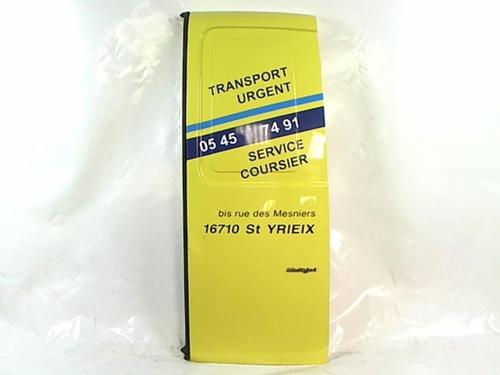 TRANSPORT
URGENT
05 45 74 91
SERVICE
COURSIER
bis rue des Mesniers
16710 St YRIEIX